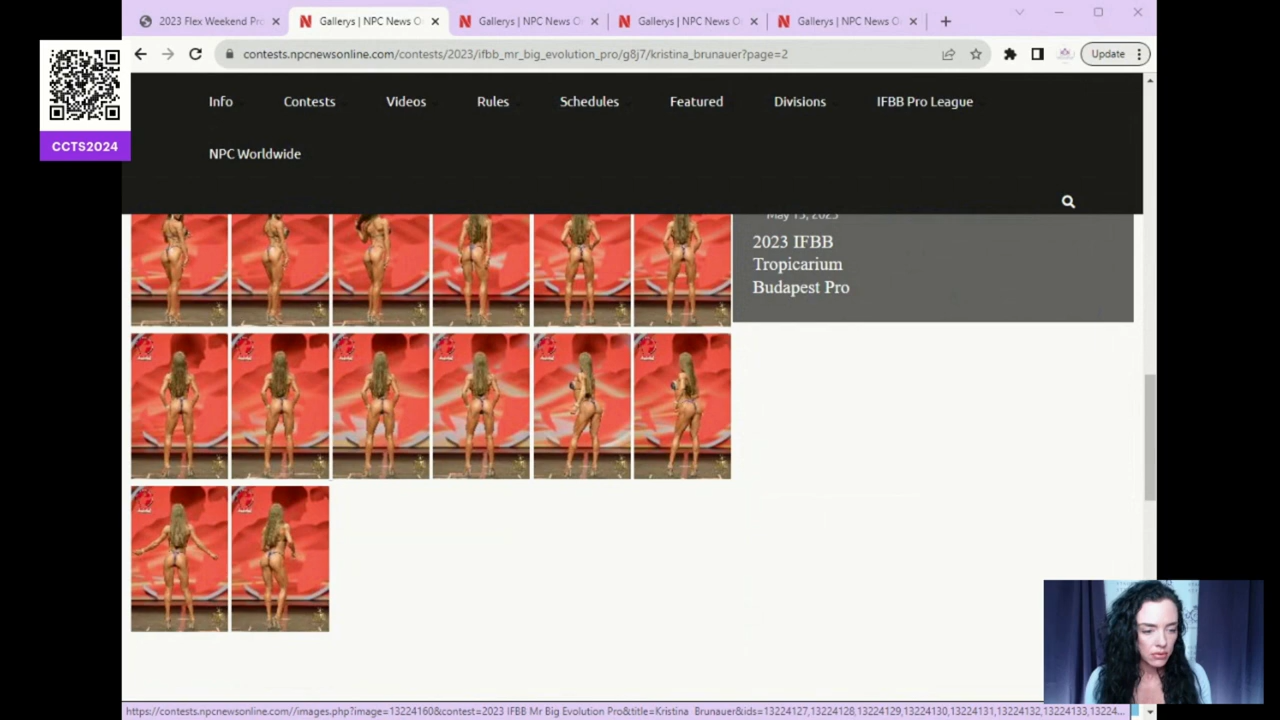 2023 Flex Weekend Pr
Gallerys | NPC News O
Gallerys | NPC News O
Gallerys | NPC News O
Gallerys | NPC News O
contests.npcnewsonline.com/contests/2023/ifbb_mr_big_evolution_pro/g8j7/kristina_brunauer?page=2
Update
CCTS2024
Info Contests Videos Rules Schedules Featured Divisions IFBB Pro League
NPC Worldwide
May 13, 2023
2023 IFBB
Tropicarium
Budapest Pro
https://contests.npcnewsonline.com//images.php?image=13224160&contest=2023 IFBB Mr Big Evolution Pro&title=Kristina Brunauer&ids=13224127,13224128,13224129,13224130,13224131,13224132,13224133,13224...